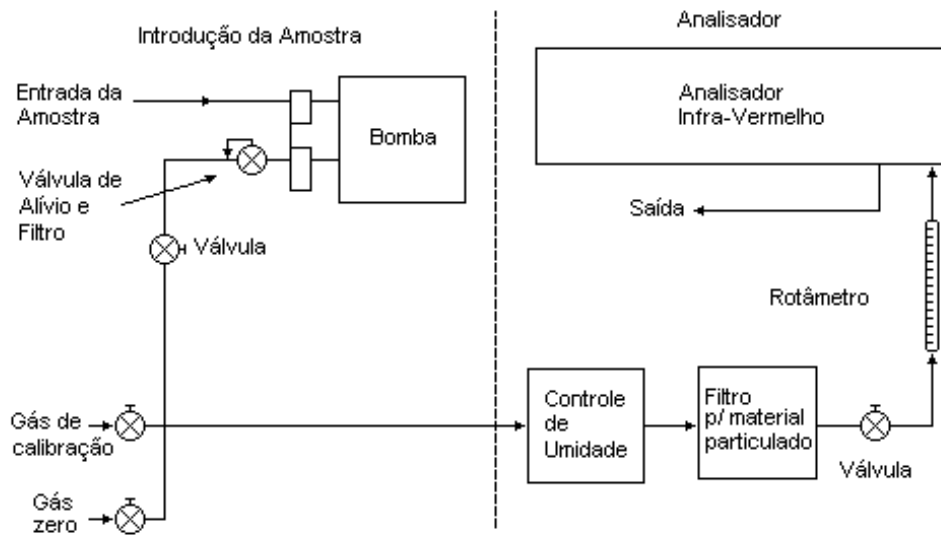 Introdução da Amostra
Entrada da
Amostra
Bomba
Válvula de
Alívio e
Filtro
Válvula
Gás de
calibração
Gás
zero
Analisador
Analisador
Infra-Vermelho
Saída
Rotâmetro
Controle
de
Umidade
Filtro
p/ material
particulado
Válvula